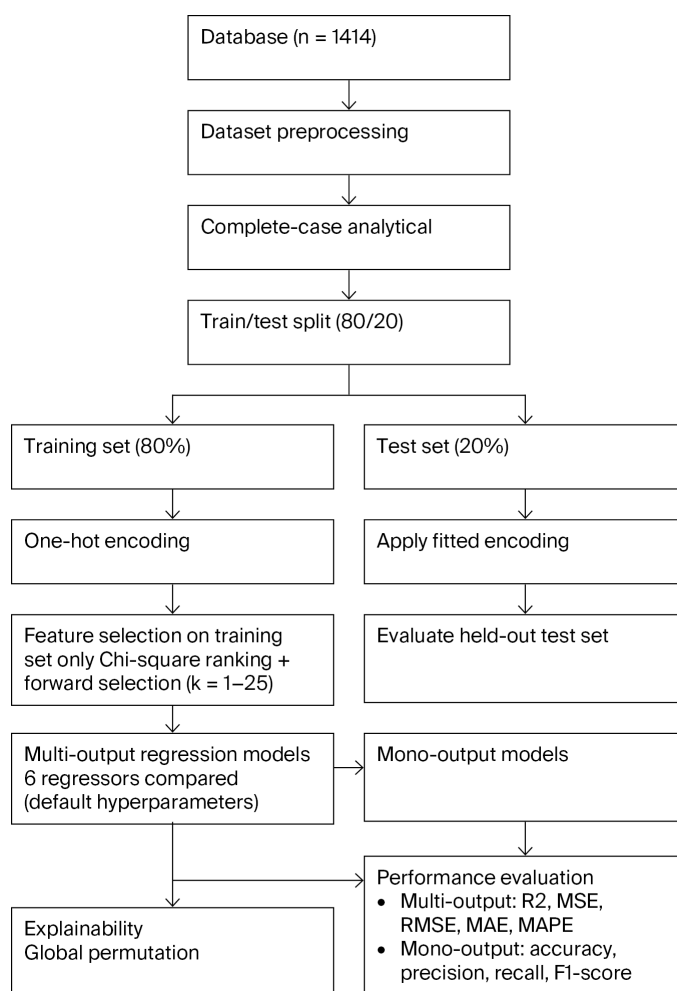 Database (n = 1414)
Dataset preprocessing
Complete-case analytical
Train/test split (80/20)
Training set (80%)
Test set (20%)
One-hot encoding
Apply fitted encoding
Feature selection on training
set only Chi-square ranking +
forward selection (k = 1–25)
Evaluate held-out test set
Multi-output regression models
6 regressors compared
(default hyperparameters)
Mono-output models
Performance evaluation
• Multi-output: R2, MSE,
RMSE, MAE, MAPE
• Mono-output: accuracy,
precision, recall, F1-score
Explainability
Global permutation